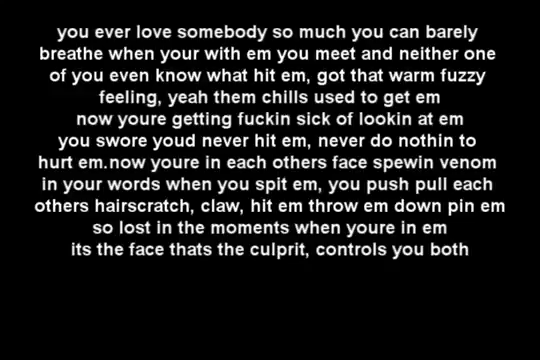 you ever love somebody so much you can barely
breathe when your with em you meet and neither one
of you even know what hit em, got that warm fuzzy
feeling, yeah them chills used to get em
now youre getting fuckin sick of lookin at em
you swore youd never hit em, never do nothin to
hurt em.now youre in each others face spewin venom
in your words when you spit em, you push pull each
others hairscratch, claw, hit em throw em down pin em
so lost in the moments when youre in em
its the face thats the culprit, controls you both